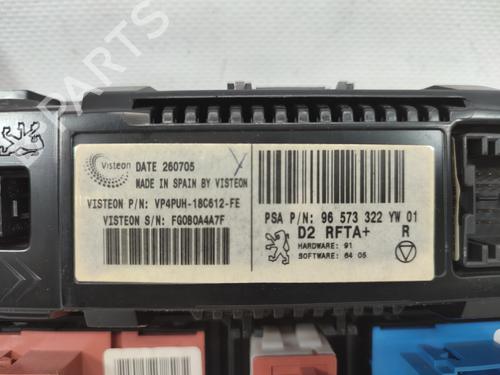 Visteon
DATE 260705
MADE IN SPAIN BY VISTEON
VISTEON P/N: VP4PUH-18C612-FE
VISTEON S/N: FG080A4A7F
PSA P/N: 96 573 322 YW 01
D2 RFTA+ R
HARDWARE: 91
SOFTWARE: 64 05
B-PARTS